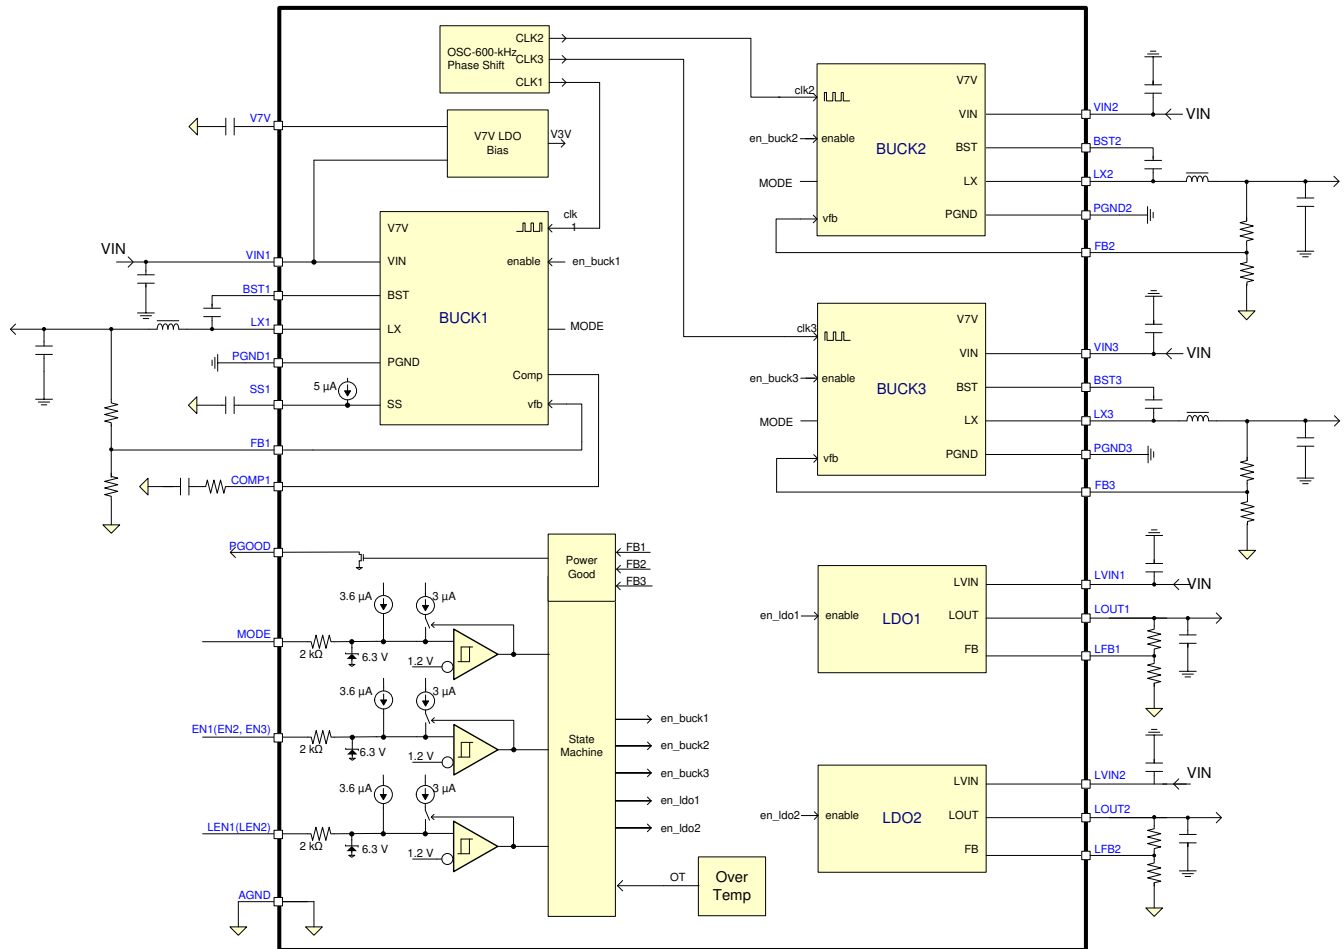 OSC-600-kHz
Phase Shift
CLK2
CLK3
CLK1
V7V
V7V LDO
Bias
V3V
BUCK1
V7V
VIN
BST
LX
PGND
SS
clk
1
enable
en_buck1
MODE
Comp
vfb
VIN
VIN1
BST1
LX1
PGND1
SS1
5 µA
FB1
COMP1
BUCK2
clk2
en_buck2
enable
MODE
vfb
V7V
VIN
BST
LX
PGND
VIN2
VIN
BST2
LX2
PGND2
FB2
BUCK3
clk3
en_buck3
enable
MODE
vfb
V7V
VIN
BST
LX
PGND
VIN3
VIN
BST3
LX3
PGND3
FB3
PGOOD
Power
Good
FB1
FB2
FB3
3.6 µA
3 µA
MODE
2 kΩ
6.3 V
1.2 V
3.6 µA
3 µA
EN1(EN2, EN3)
2 kΩ
6.3 V
1.2 V
3.6 µA
3 µA
LEN1(LEN2)
2 kΩ
6.3 V
1.2 V
State
Machine
en_buck1
en_buck2
en_buck3
en_ldo1
en_ldo2
OT
Over
Temp
AGND
en_ldo1
enable
LDO1
LVIN
LOUT
FB
LVIN1
VIN
LOUT1
LFB1
en_ldo2
enable
LDO2
LVIN
LOUT
FB
LVIN2
VIN
LOUT2
LFB2